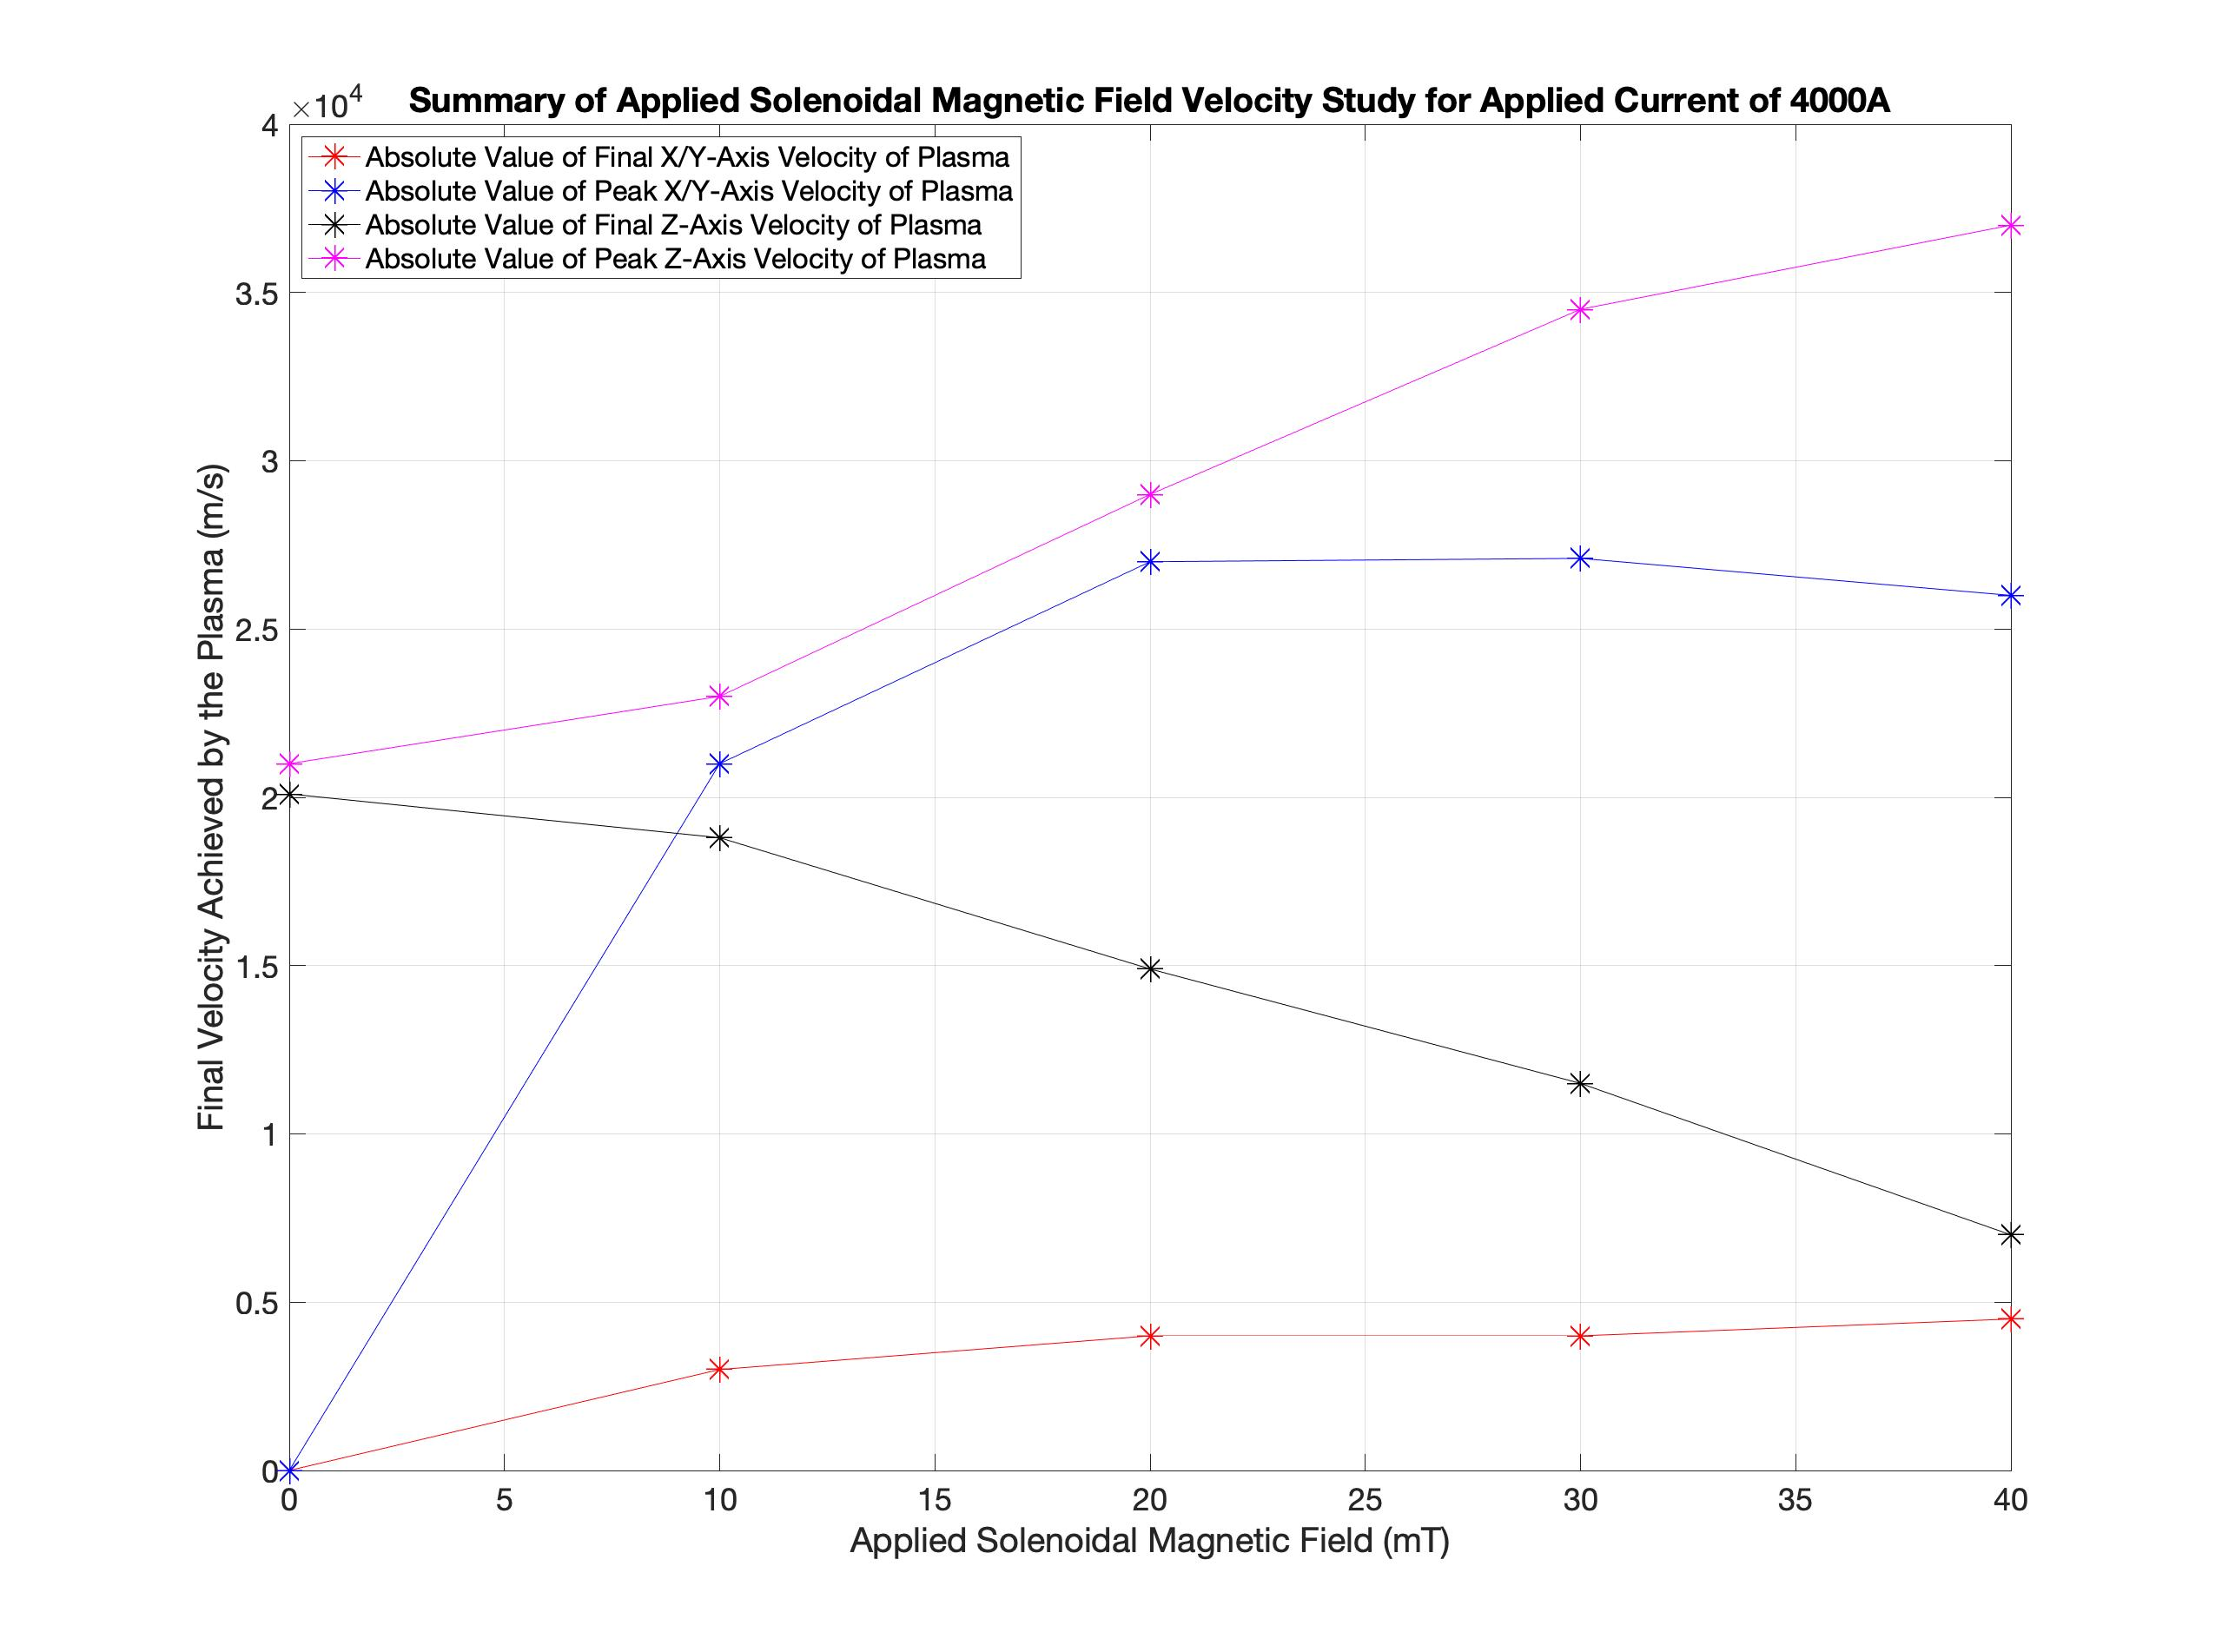 ×10⁴
Summary of Applied Solenoidal Magnetic Field Velocity Study for Applied Current of 4000A
Absolute Value of Final X/Y-Axis Velocity of Plasma
Absolute Value of Peak X/Y-Axis Velocity of Plasma
Absolute Value of Final Z-Axis Velocity of Plasma
Absolute Value of Peak Z-Axis Velocity of Plasma
Final Velocity Achieved by the Plasma (m/s)
4
3.5
3
2.5
2
1.5
1
0.5
0
0 5 10 15 20 25 30 35 40
Applied Solenoidal Magnetic Field (mT)